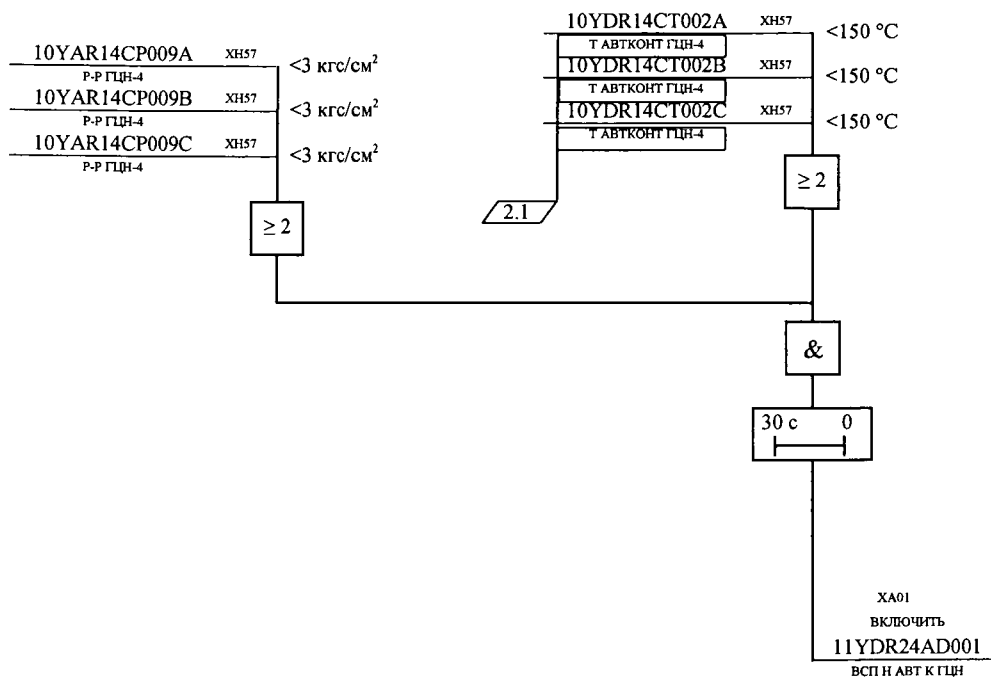 10YAR14CP009A XH57 <3 кгс/см²
Р-Р ГЦН-4
10YAR14CP009B XH57 <3 кгс/см²
Р-Р ГЦН-4
10YAR14CP009C XH57 <3 кгс/см²
Р-Р ГЦН-4
≥ 2
10YDR14CT002A XH57 <150 °C
Т АВТКОНТ ГЦН-4
10YDR14CT002B XH57 <150 °C
Т АВТКОНТ ГЦН-4
10YDR14CT002C XH57 <150 °C
Т АВТКОНТ ГЦН-4
2.1
≥ 2
&
30 с 0
XA01
ВКЛЮЧИТЬ
11YDR24AD001
ВСП Н АВТ К ГЦН